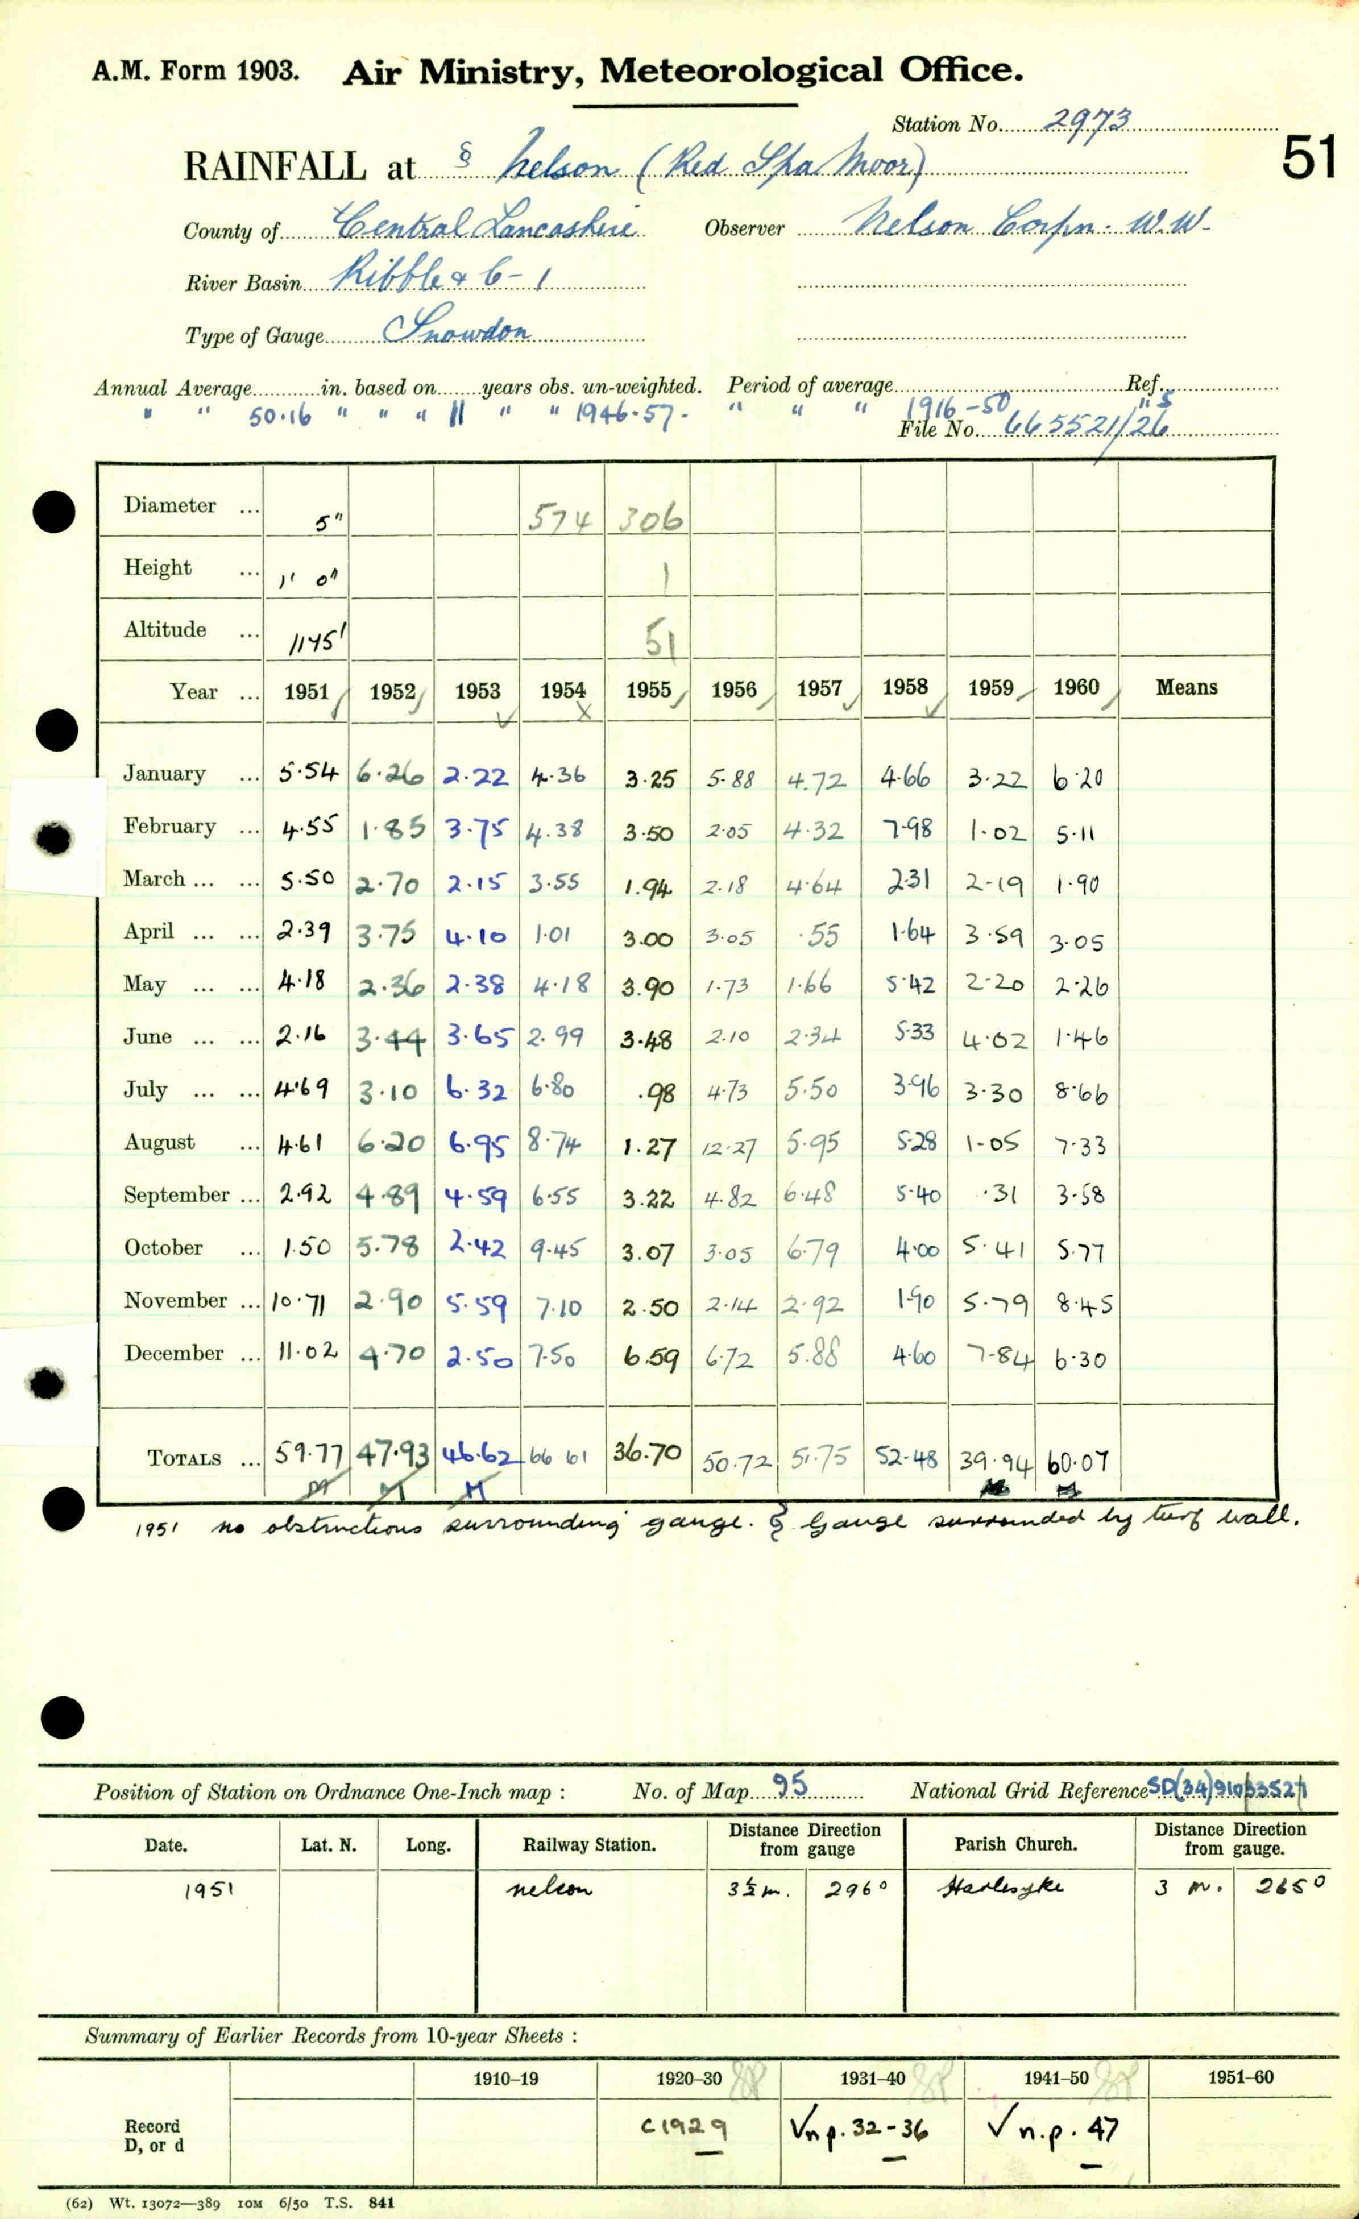 A.M. Form 1903. Air Ministry, Meteorological Office.
Station No. 2973
51
RAINFALL at § Nelson (Red Spa Moor)
County of Central Lancashire Observer Nelson Corpn. W.W.
River Basin Ribble & C-1
Type of Gauge Snowdon
Annual Average in. based on years obs. un-weighted. Period of average Ref.
" " 50.16 " " " 11 " " 1946-57. " " " 1916-50 "5
File No. 665521/26
Diameter ... 5" 574 306
Height ... 1' 0" 1
Altitude ... 1145' 51
Year ... 1951 1952 1953 1954 1955 1956 1957 1958 1959 1960 Means
January ... 5.54 6.26 2.22 4.36 3.25 5.88 4.72 4.66 3.22 6.20
February ... 4.55 1.85 3.75 4.38 3.50 2.05 4.32 7.98 1.02 5.11
March ... ... 5.50 2.70 2.15 3.55 1.94 2.18 4.64 2.31 2.19 1.90
April ... ... 2.39 3.75 4.10 1.01 3.00 3.05 .55 1.64 3.59 3.05
May ... ... 4.18 2.36 2.38 4.18 3.90 1.73 1.66 5.42 2.20 2.26
June ... ... 2.16 3.44 3.65 2.99 3.48 2.10 2.34 5.33 4.02 1.46
July ... ... 4.69 3.10 6.32 6.80 .98 4.73 5.50 3.96 3.30 8.66
August ... 4.61 6.20 6.95 8.74 1.27 12.27 5.95 5.28 1.05 7.33
September ... 2.92 4.89 4.59 6.55 3.22 4.82 6.48 5.40 .31 3.58
October ... 1.50 5.78 2.42 9.45 3.07 3.05 6.79 4.00 5.41 5.77
November ... 10.71 2.90 5.59 7.10 2.50 2.14 2.92 1.90 5.79 8.45
December ... 11.02 4.70 2.50 7.50 6.59 6.72 5.88 4.60 7.84 6.30
TOTALS ... 59.77 47.93 46.62 66 61 36.70 50.72 51.75 52.48 39.94 60.07
M M M
1951 no obstructions surrounding gauge. § Gauge surrounded by turf wall.
Position of Station on Ordnance One-Inch map : No. of Map 95 National Grid Reference SD(34)910
Date. Lat. N. Long. Railway Station. Distance from Direction gauge Parish Church. Distance from Direction gauge.
1951 Nelson 3½ m. 296° Harlesyke 3 m. 265°
Summary of Earlier Records from 10-year Sheets :
1910–19 1920–30 1931–40 1941–50 1951–60
Record D, or d C1929 √n.p. 32-36 √ n.p. 47
(62) Wt. 13072—389 10M 6/50 T.S. 841